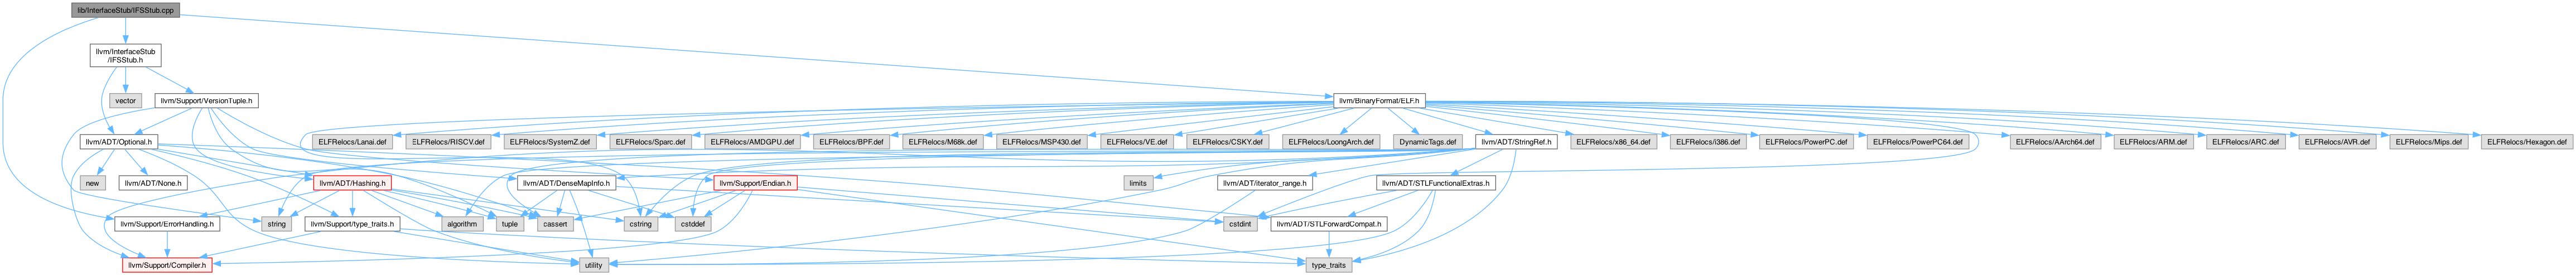 lib/InterfaceStub/IFSStub.cpp
llvm/InterfaceStub
/IFSStub.h
vector
llvm/Support/VersionTuple.h
llvm/BinaryFormat/ELF.h
llvm/ADT/Optional.h
ELFRelocs/Lanai.def
ELFRelocs/RISCV.def
ELFRelocs/SystemZ.def
ELFRelocs/Sparc.def
ELFRelocs/AMDGPU.def
ELFRelocs/BPF.def
ELFRelocs/M68k.def
ELFRelocs/MSP430.def
ELFRelocs/VE.def
ELFRelocs/CSKY.def
ELFRelocs/LoongArch.def
DynamicTags.def
llvm/ADT/StringRef.h
ELFRelocs/x86_64.def
ELFRelocs/i386.def
ELFRelocs/PowerPC.def
ELFRelocs/PowerPC64.def
ELFRelocs/AArch64.def
ELFRelocs/ARM.def
ELFRelocs/ARC.def
ELFRelocs/AVR.def
ELFRelocs/Mips.def
ELFRelocs/Hexagon.def
new
llvm/ADT/None.h
llvm/ADT/Hashing.h
llvm/ADT/DenseMapInfo.h
llvm/Support/Endian.h
limits
llvm/ADT/iterator_range.h
llvm/ADT/STLFunctionalExtras.h
llvm/Support/ErrorHandling.h
string
llvm/Support/type_traits.h
algorithm
tuple
cassert
cstring
cstddef
cstdint
llvm/ADT/STLForwardCompat.h
llvm/Support/Compiler.h
utility
type_traits